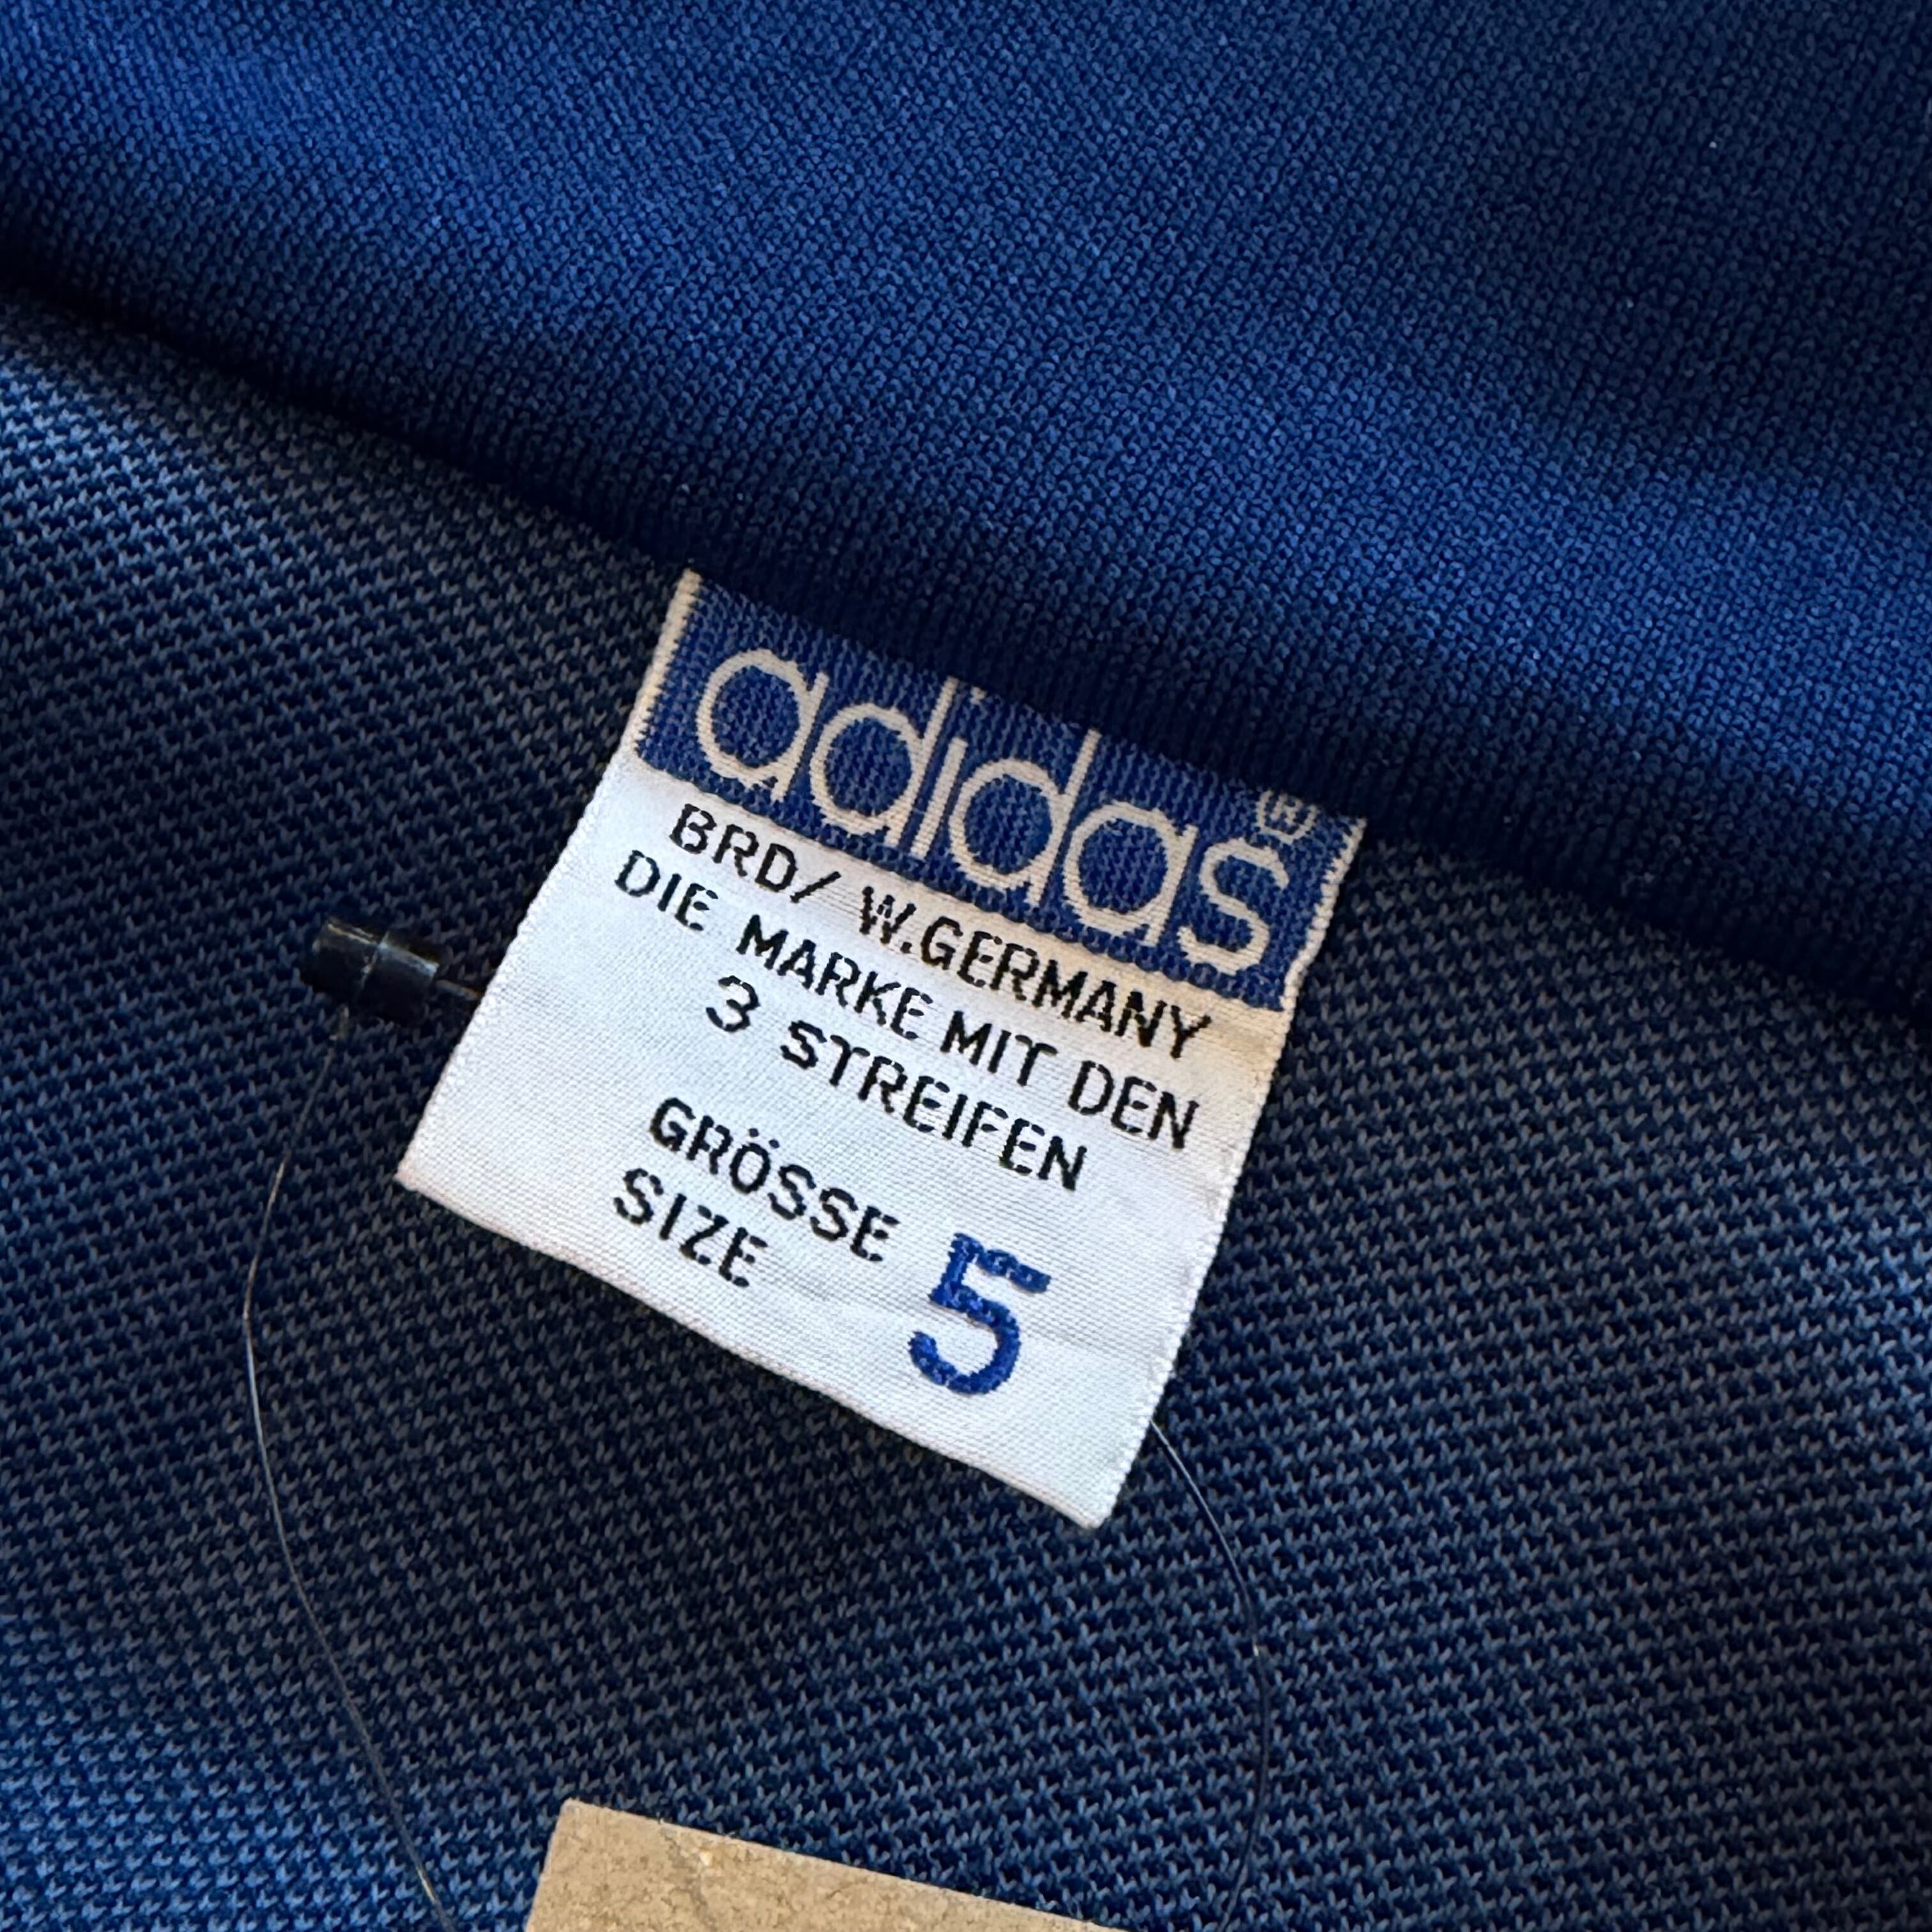 adidas®
BRD/ W.GERMANY
DIE MARKE MIT DEN
3 STREIFEN
GRÖSSE
SIZE 5